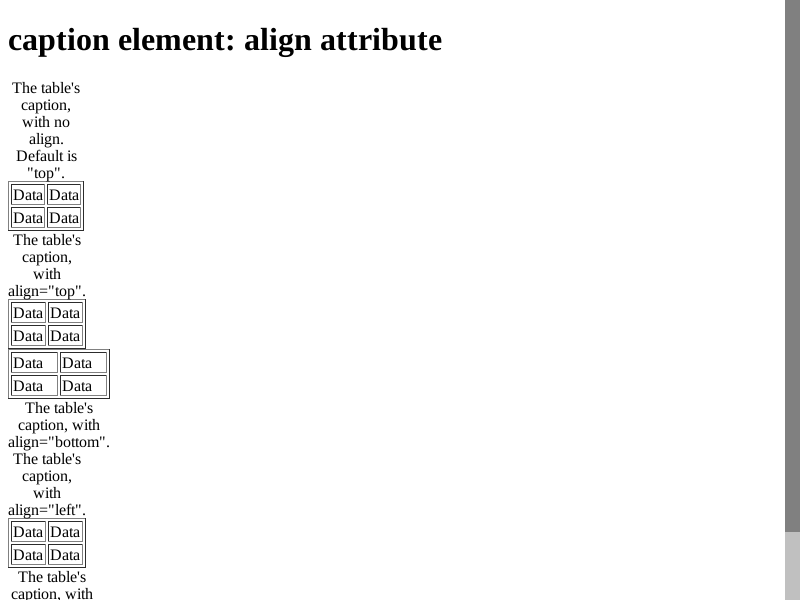 caption element: align attribute
The table's
caption,
with no
align.
Default is
"top".
Data Data
Data Data
The table's
caption,
with
align="top".
Data Data
Data Data
Data Data
Data Data
The table's
caption, with
align="bottom".
The table's
caption,
with
align="left".
Data Data
Data Data
The table's
caption, with